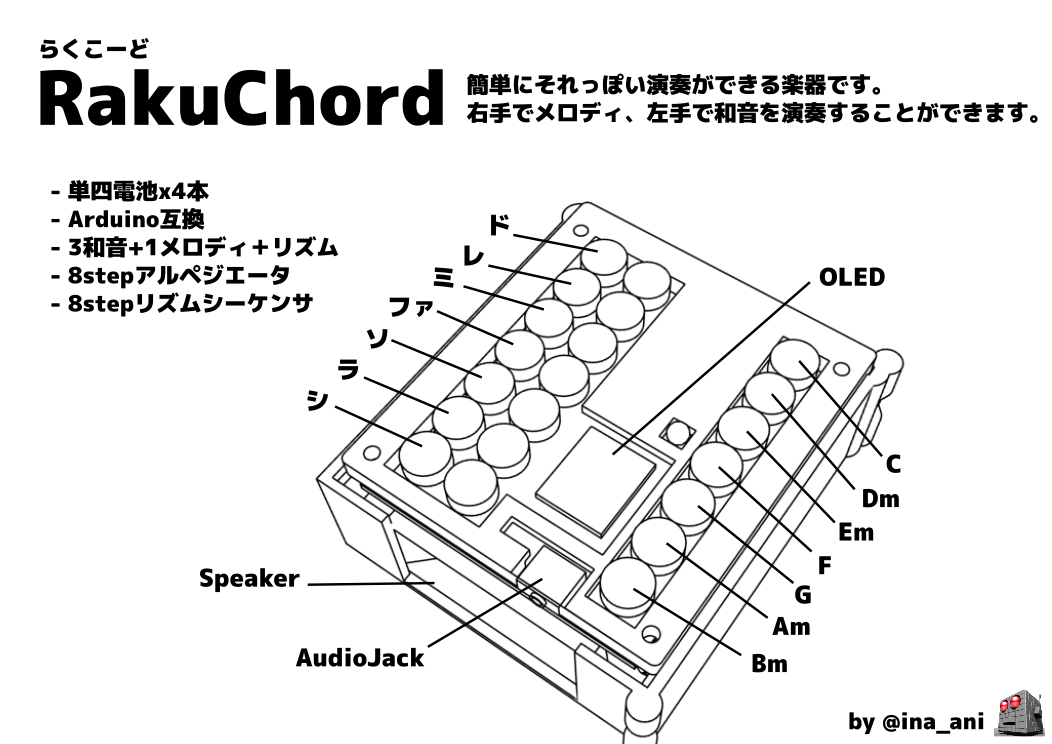 らくこーど
RakuChord
簡単にそれっぽい演奏ができる楽器です。
右手でメロディ、左手で和音を演奏することができます。
- 単四電池x4本
- Arduino互換
- 3和音+1メロディ＋リズム
- 8stepアルペジエータ
- 8stepリズムシーケンサ
ド
レ
ミ
ファ
ソ
ラ
シ
OLED
C
Dm
Em
F
G
Am
Bm
Speaker
AudioJack
by @ina_ani